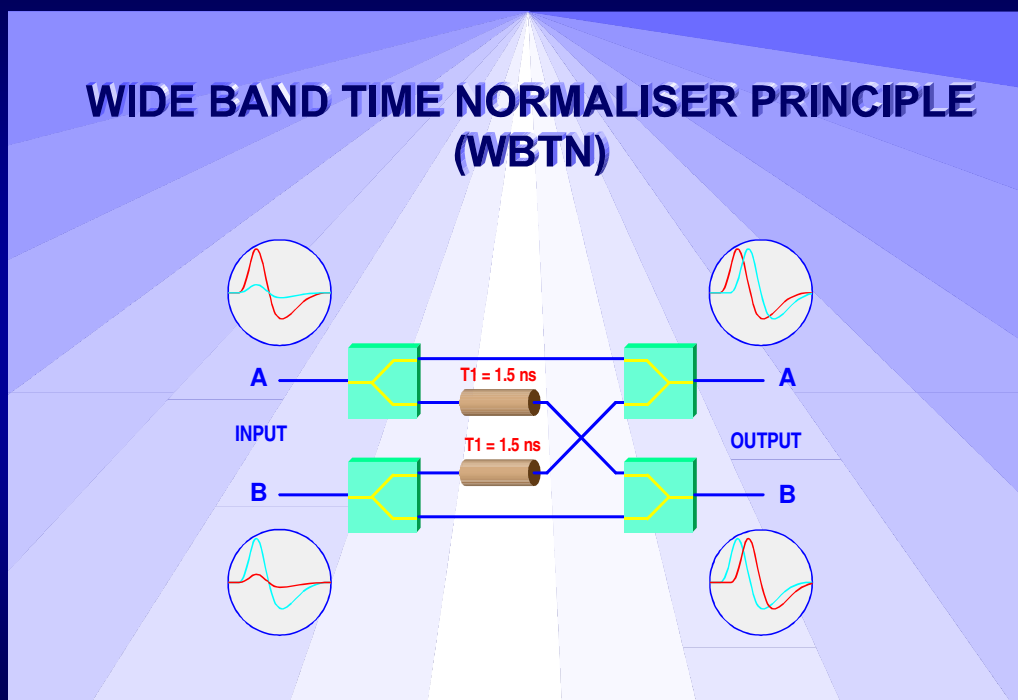 WIDE BAND TIME NORMALISER PRINCIPLE
(WBTN)
A
T1 = 1.5 ns
A
INPUT
T1 = 1.5 ns
OUTPUT
B
B